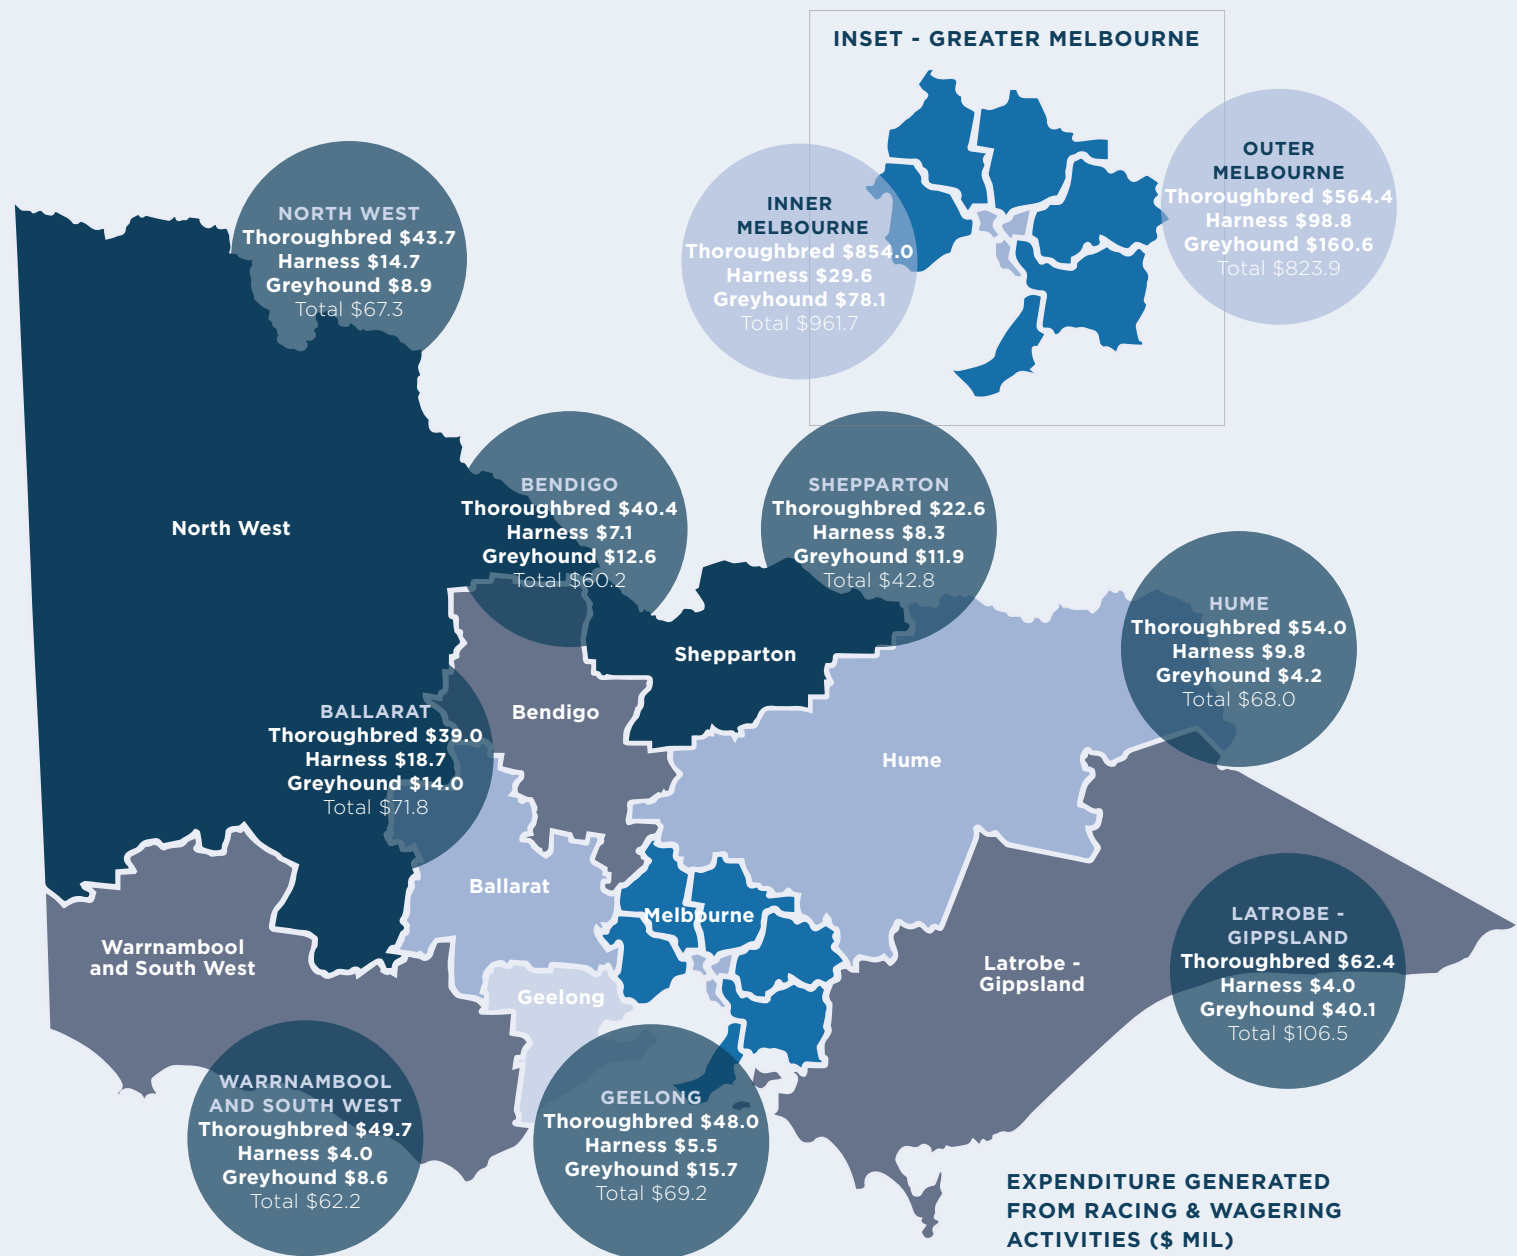 INSET - GREATER MELBOURNE
OUTER
MELBOURNE
Thoroughbred $564.4
Harness $98.8
Greyhound $160.6
Total $823.9
INNER
MELBOURNE
Thoroughbred $854.0
Harness $29.6
Greyhound $78.1
Total $961.7
NORTH WEST
Thoroughbred $43.7
Harness $14.7
Greyhound $8.9
Total $67.3
BENDIGO
Thoroughbred $40.4
Harness $7.1
Greyhound $12.6
Total $60.2
SHEPPARTON
Thoroughbred $22.6
Harness $8.3
Greyhound $11.9
Total $42.8
North West
HUME
Thoroughbred $54.0
Harness $9.8
Greyhound $4.2
Total $68.0
Shepparton
Bendigo
BALLARAT
Thoroughbred $39.0
Harness $18.7
Greyhound $14.0
Total $71.8
Hume
Ballarat
Melbourne
Warrnambool
and South West
Latrobe -
Gippsland
Geelong
LATROBE -
GIPPSLAND
Thoroughbred $62.4
Harness $4.0
Greyhound $40.1
Total $106.5
WARRNAMBOOL
AND SOUTH WEST
Thoroughbred $49.7
Harness $4.0
Greyhound $8.6
Total $62.2
GEELONG
Thoroughbred $48.0
Harness $5.5
Greyhound $15.7
Total $69.2
EXPENDITURE GENERATED
FROM RACING & WAGERING
ACTIVITIES ($ MIL)